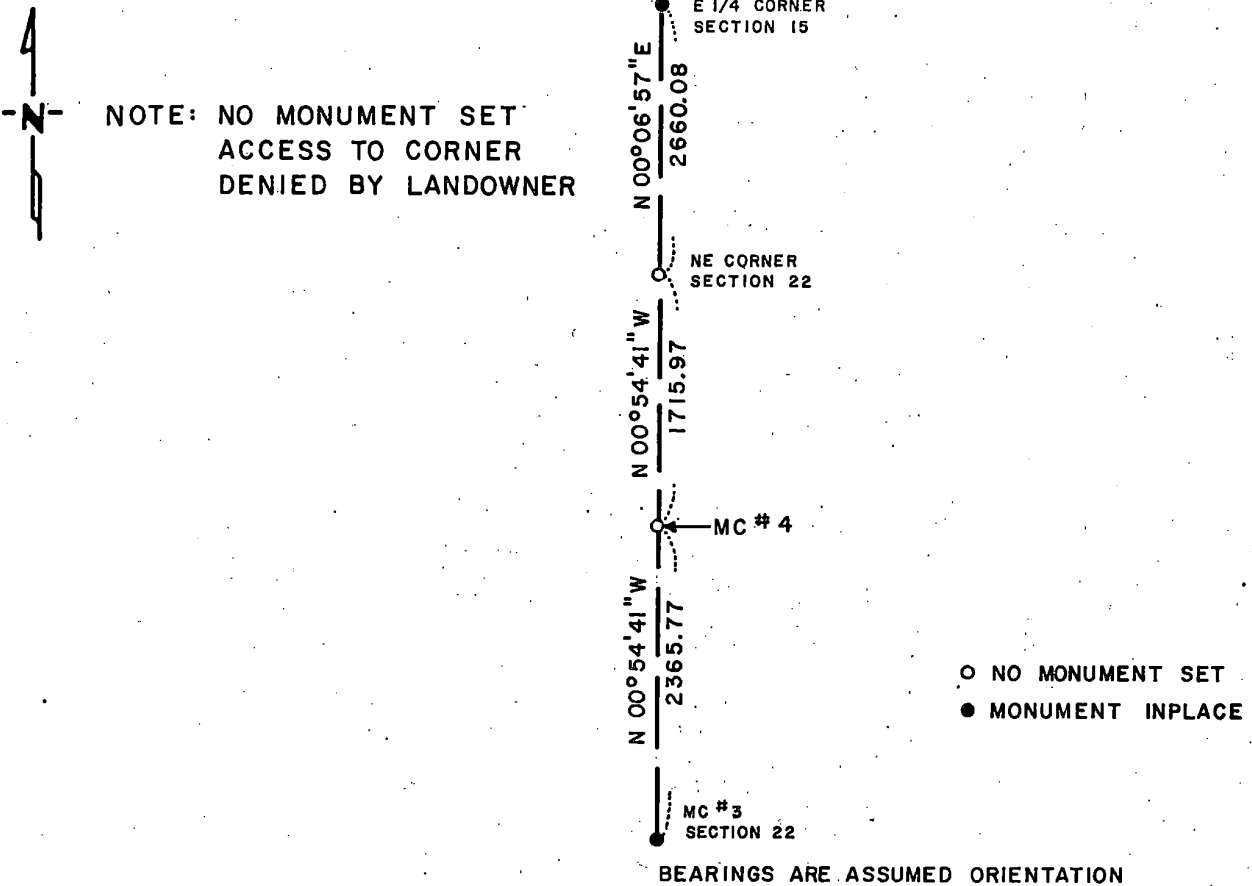 E 1/4 CORNER
SECTION 15
-N-
NOTE: NO MONUMENT SET
ACCESS TO CORNER
DENIED BY LANDOWNER
N 00°06'57"E
2660.08
NE CORNER
SECTION 22
N 00°54'41"W
1715.97
MC #4
N 00°54'41"W
2365.77
○ NO MONUMENT SET
● MONUMENT INPLACE
MC #3
SECTION 22
BEARINGS ARE ASSUMED ORIENTATION